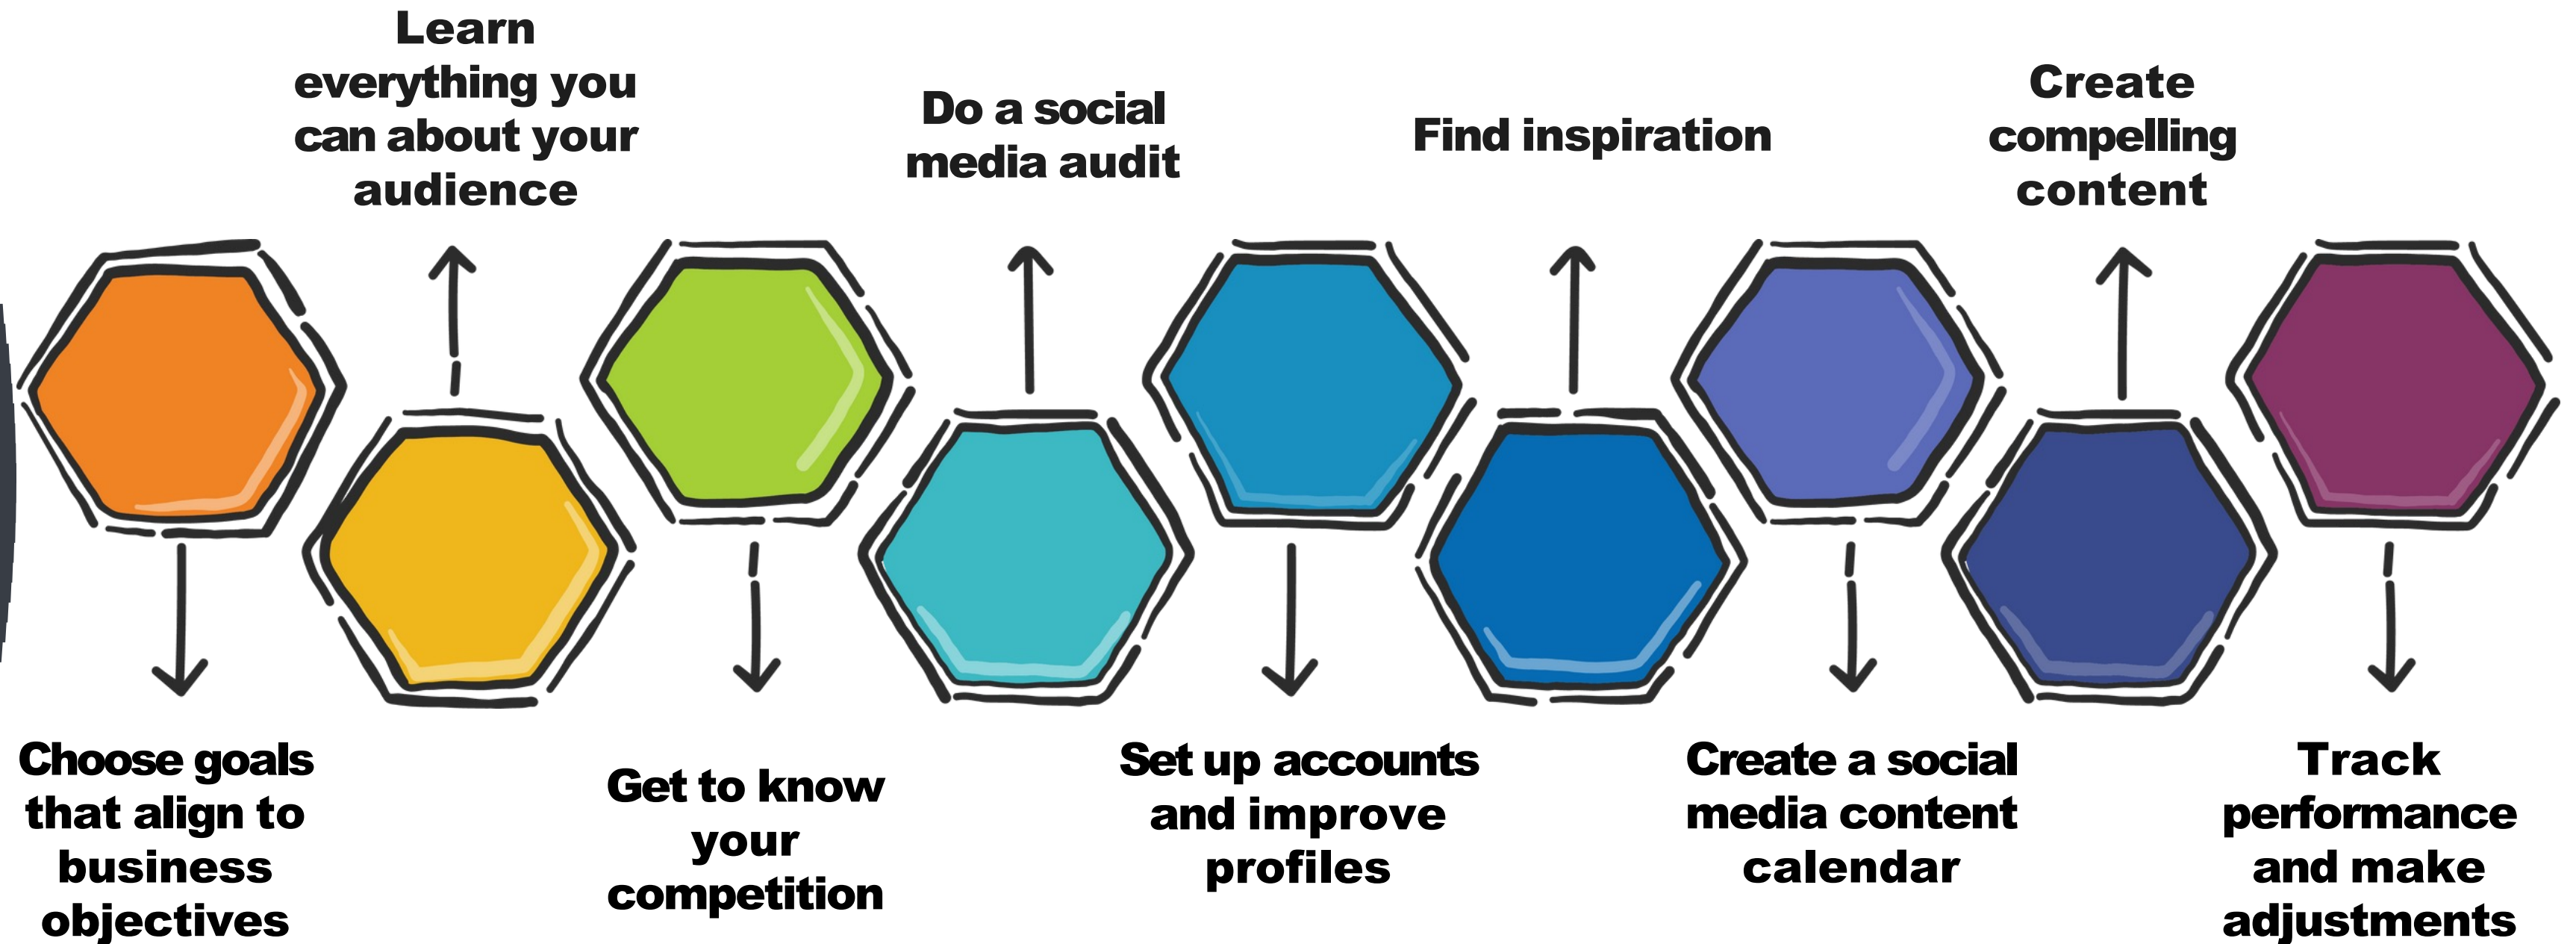 Learn
everything you
can about your
audience
Do a social
media audit
Find inspiration
Create
compelling
content
Choose goals
that align to
business
objectives
Get to know
your
competition
Set up accounts
and improve
profiles
Create a social
media content
calendar
Track
performance
and make
adjustments